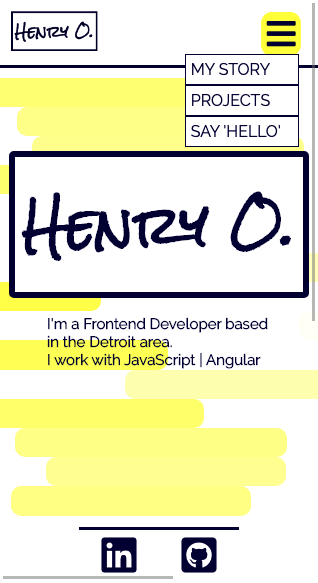 Henry O.
MY STORY
PROJECTS
SAY 'HELLO'
Henry O.
I'm a Frontend Developer based
in the Detroit area.
I work with JavaScript | Angular
in